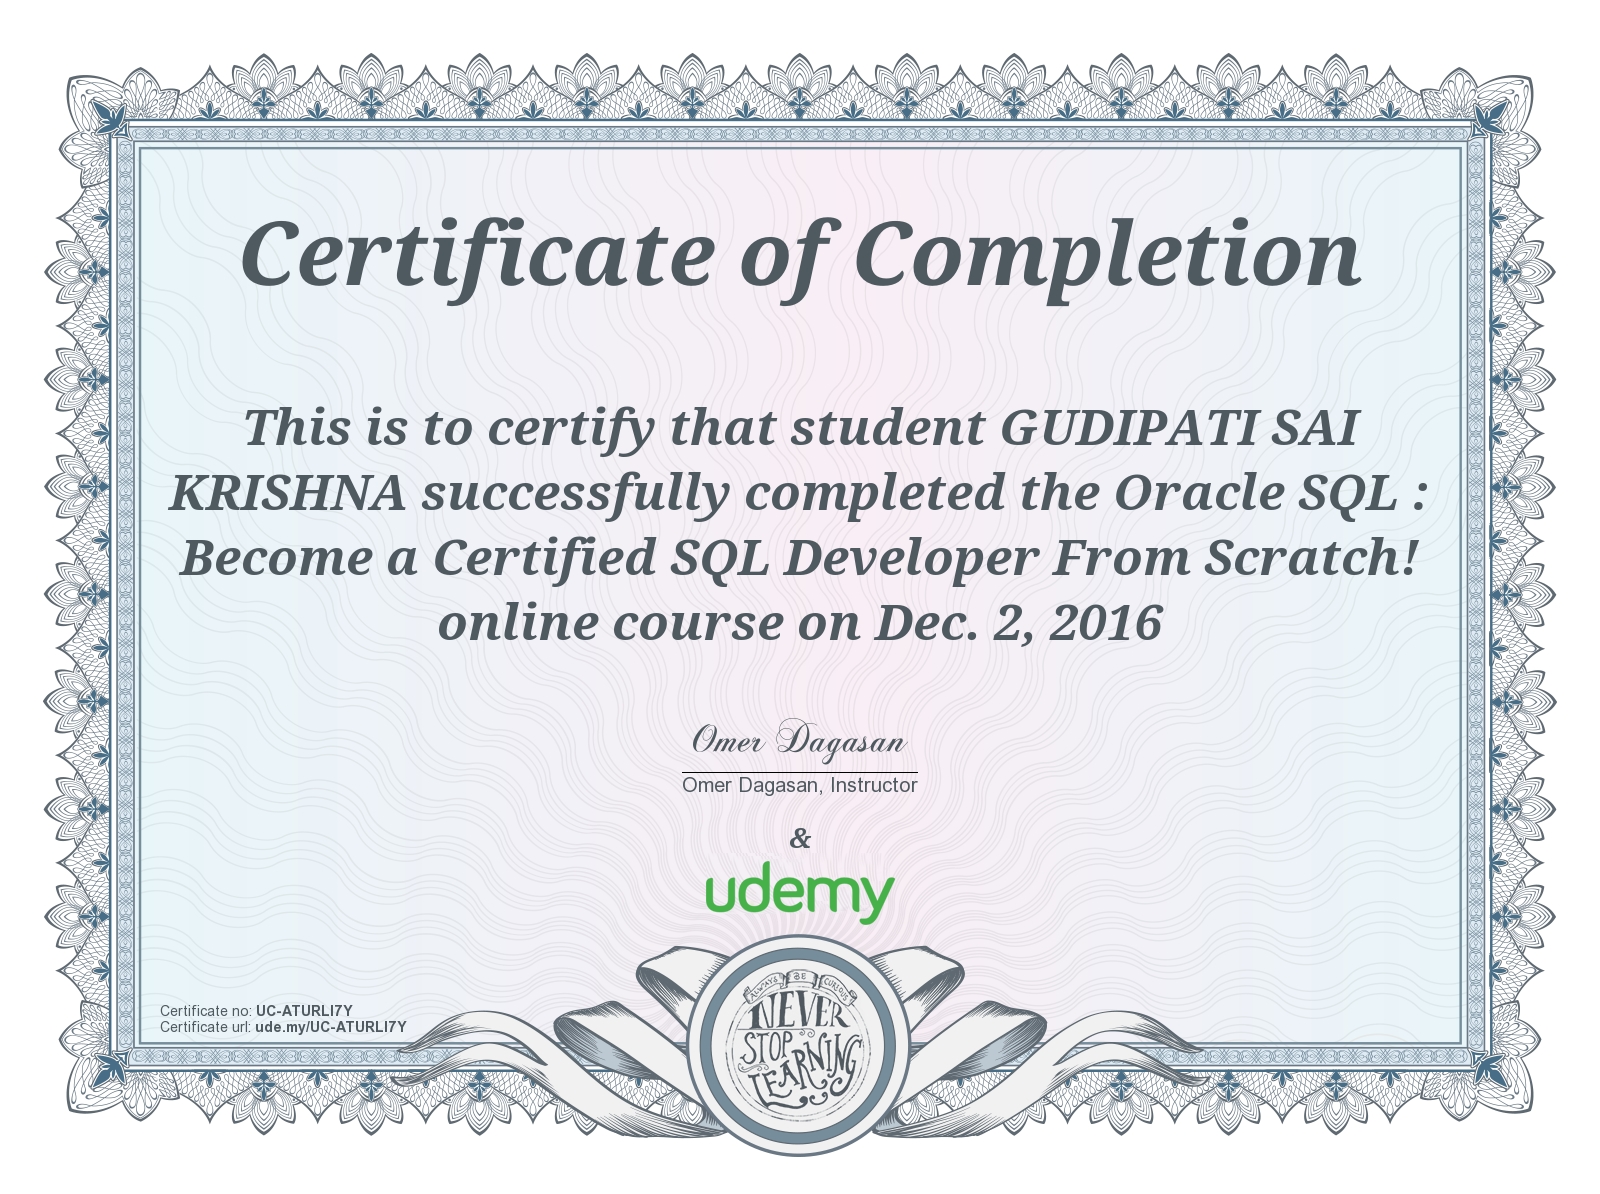 Certificate of Completion
This is to certify that student GUDIPATI SAI
KRISHNA successfully completed the Oracle SQL :
Become a Certified SQL Developer From Scratch!
online course on Dec. 2, 2016
Omer Dagasan
Omer Dagasan, Instructor
&
udemy
Certificate no: UC-ATURLI7Y
Certificate url: ude.my/UC-ATURLI7Y
ALWAYS BE CURIOUS
NEVER
STOP
LEARNING